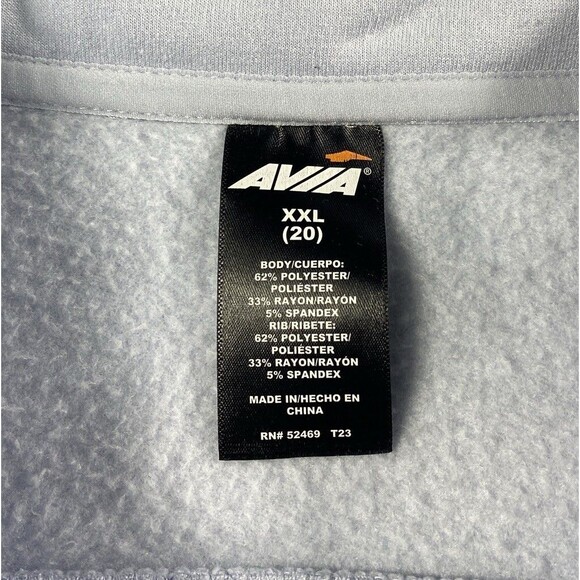 AVIA®
XXL
(20)
BODY/CUERPO:
62% POLYESTER/
POLIÉSTER
33% RAYON/RAYÓN
5% SPANDEX
RIB/RIBETE:
62% POLYESTER/
POLIÉSTER
33% RAYON/RAYÓN
5% SPANDEX
MADE IN/HECHO EN
CHINA
RN# 52469 T23